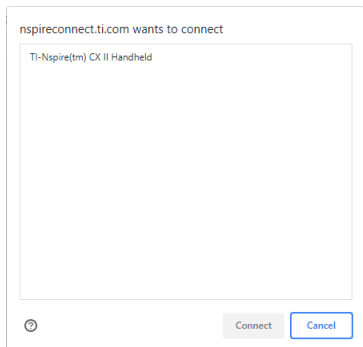 nspireconnect.ti.com wants to connect
TI-Nspire(tm) CX II Handheld
Connect Cancel